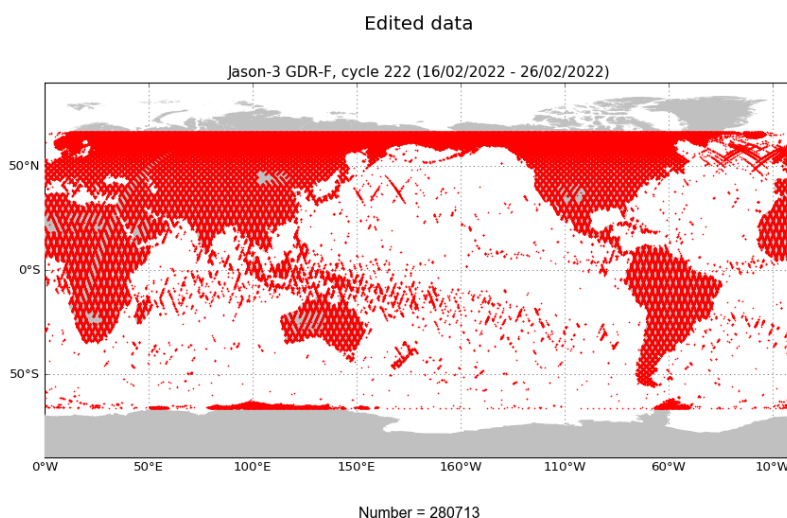 Edited data
Jason-3 GDR-F, cycle 222 (16/02/2022 - 26/02/2022)
50°N
0°S
50°S
0°W 50°E 100°E 150°E 160°W 110°W 60°W 10°W
Number = 280713